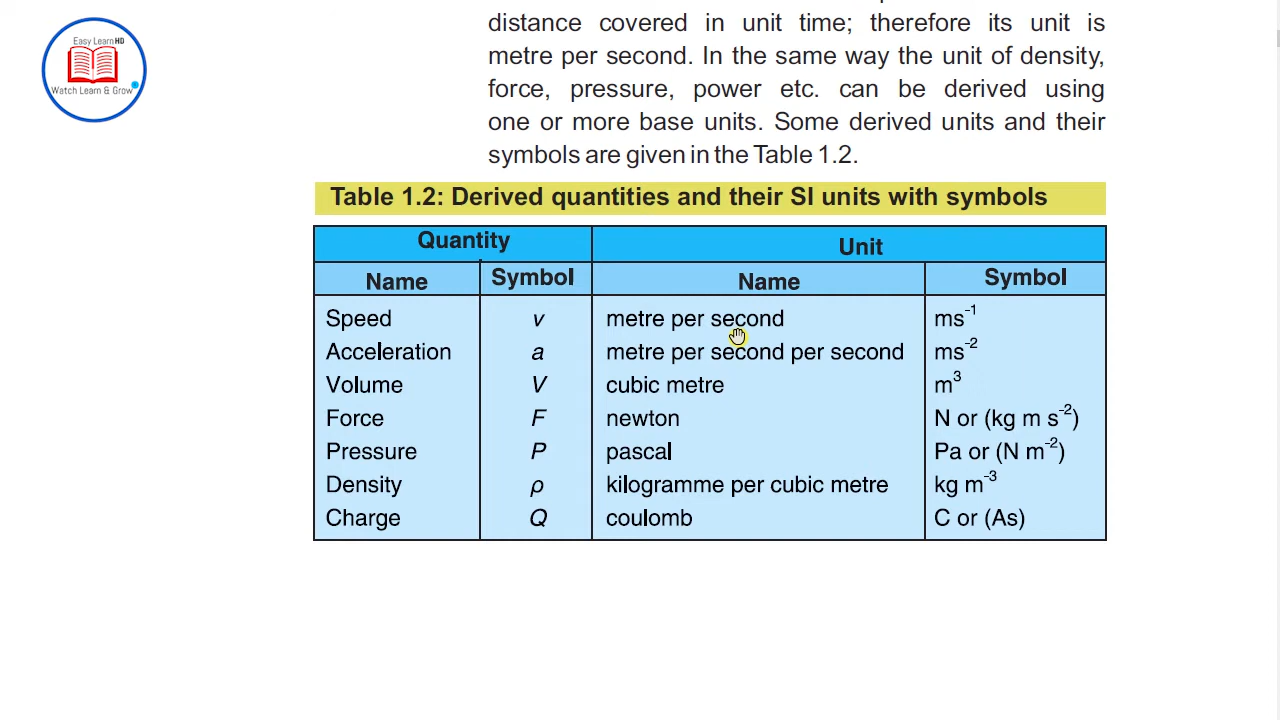 Easy Learn HD
Watch Learn & Grow
distance covered in unit time; therefore its unit is
metre per second. In the same way the unit of density,
force, pressure, power etc. can be derived using
one or more base units. Some derived units and their
symbols are given in the Table 1.2.
Table 1.2: Derived quantities and their SI units with symbols
Quantity Unit
Name Symbol Name Symbol
Speed v metre per second ms⁻¹
Acceleration a metre per second per second ms⁻²
Volume V cubic metre m³
Force F newton N or (kg m s⁻²)
Pressure P pascal Pa or (N m⁻²)
Density ρ kilogramme per cubic metre kg m⁻³
Charge Q coulomb C or (As)